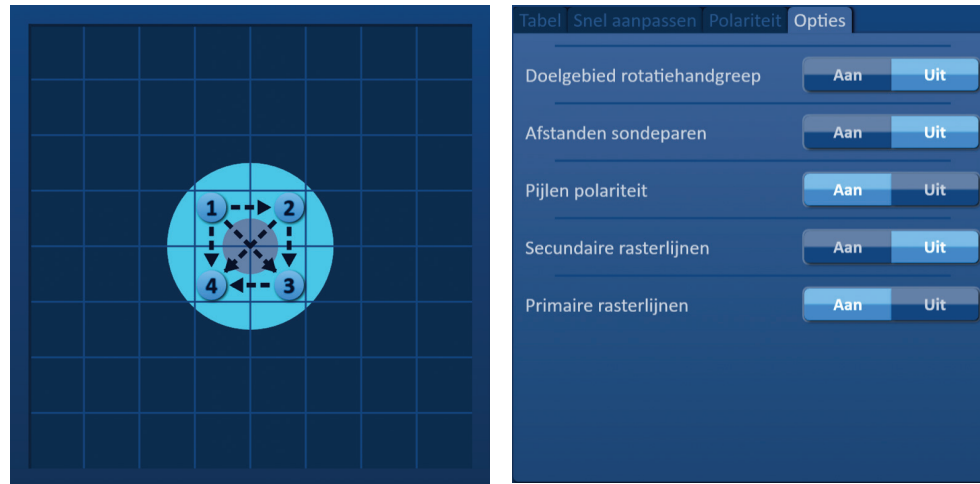 1 2
4 3
Tabel Snel aanpassen Polariteit Opties
Doelgebied rotatiehandgreep Aan Uit
Afstanden sondeparen Aan Uit
Pijlen polariteit Aan Uit
Secundaire rasterlijnen Aan Uit
Primaire rasterlijnen Aan Uit